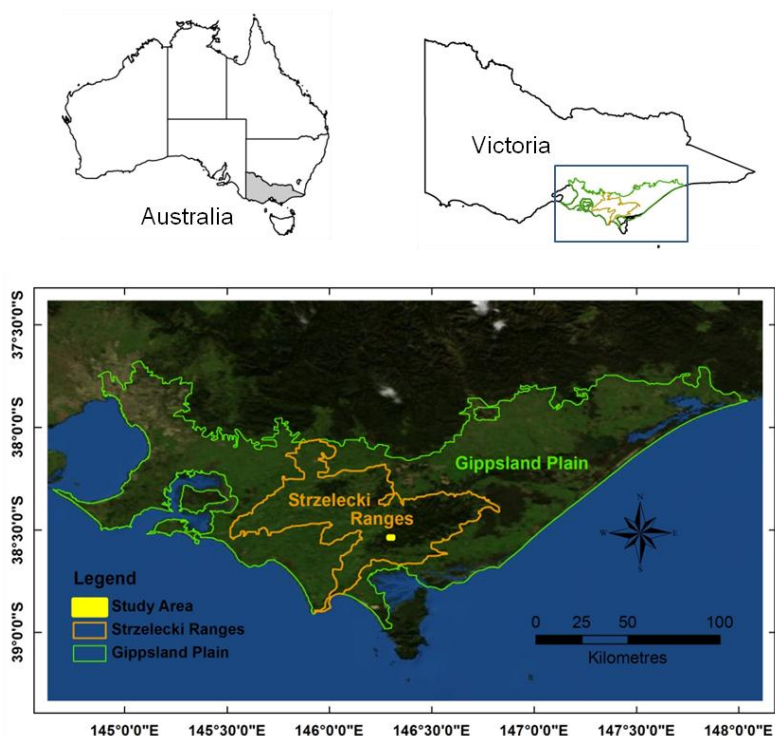 Australia
Victoria
37°30'0"S
38°0'0"S
38°30'0"S
39°0'0"S
Gippsland Plain
Strzelecki
Ranges
N
W
E
S
Legend
Study Area
Strzelecki Ranges
Gippsland Plain
0 25 50 100
Kilometres
145°0'0"E 145°30'0"E 146°0'0"E 146°30'0"E 147°0'0"E 147°30'0"E 148°0'0"E